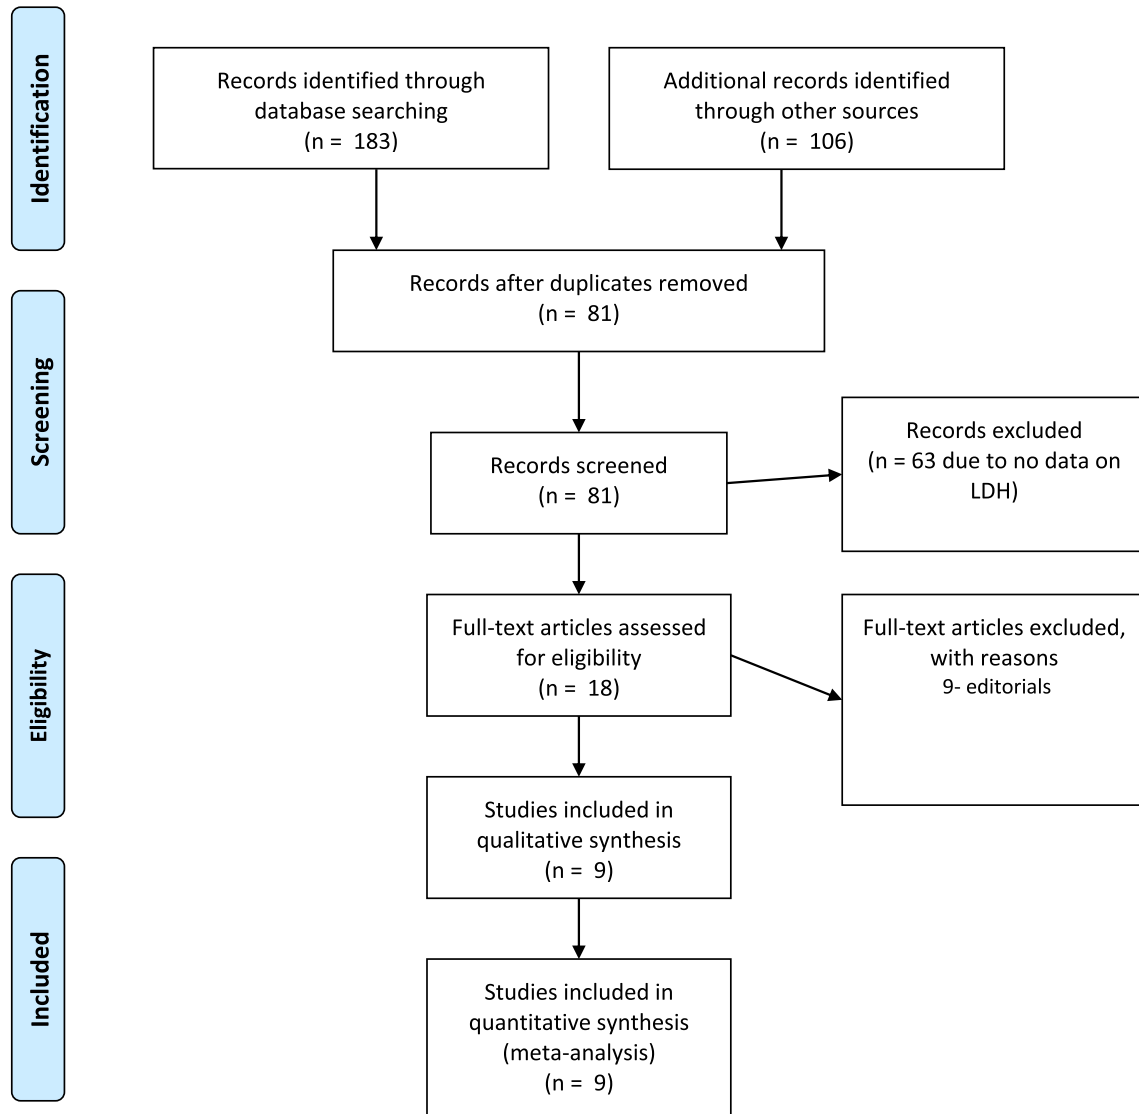 Identification
Records identified through
database searching
(n =  183)
Additional records identified
through other sources
(n =  106)
Records after duplicates removed
(n =  81)
Screening
Records screened
(n =  81)
Records excluded
(n = 63 due to no data on
LDH)
Eligibility
Full-text articles assessed
for eligibility
(n =  18)
Full-text articles excluded,
with reasons
9- editorials
Studies included in
qualitative synthesis
(n =  9)
Included
Studies included in
quantitative synthesis
(meta-analysis)
(n =  9)